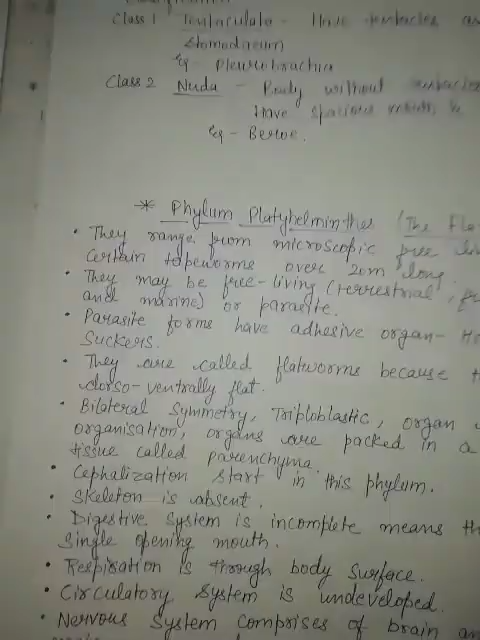 Class 1 Tentaculata - Have tentacles
Stomodaeum
Eg - Pleurobrachia
Class 2 Nuda - Body without tentacles
Have spacious mouth
Eg - Beroe.
* Phylum Platyhelminthes (The
• They range from microscopic free
certain tapeworms over 20m long.
• They may be free-living (terrestrial,
and marine) or parasite.
• Parasite forms have adhesive organ-
Suckers.
• They are called flatworms because
dorso-ventrally flat.
• Bilateral Symmetry, Triploblastic, organ
organisation, organs are packed in a
tissue called parenchyma.
• Cephalization start in this phylum.
• Skeleton is absent.
• Digestive System is incomplete means
single opening mouth.
• Respiration is through body surface.
• Circulatory system is undeveloped.
• Nervous System comprises of brain